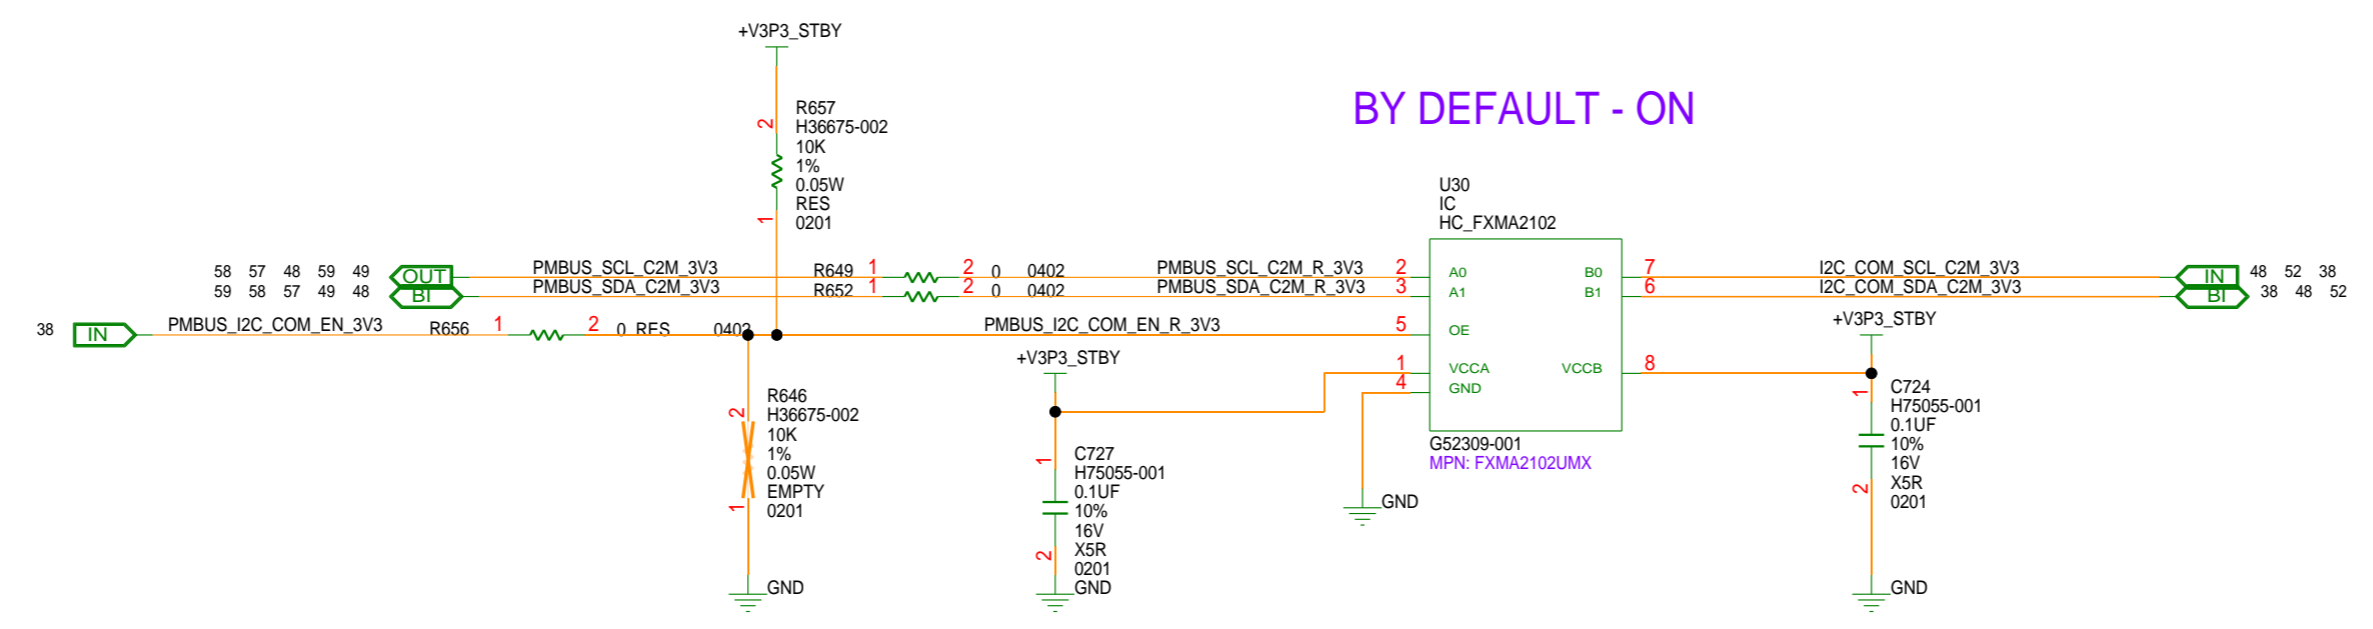 +V3P3_STBY
BY DEFAULT - ON
R657
H36675-002
10K
1%
0.05W
RES
0201
2
1
U30
IC
HC_FXMA2102
58 57 48 59 49
OUT
PMBUS_SCL_C2M_3V3
R649
1
2
0
0402
PMBUS_SCL_C2M_R_3V3
2
A0
B0
7
I2C_COM_SCL_C2M_3V3
IN
48 52 38
59 58 57 49 48
BI
PMBUS_SDA_C2M_3V3
R652
1
2
0
0402
PMBUS_SDA_C2M_R_3V3
3
A1
B1
6
I2C_COM_SDA_C2M_3V3
BI
38 48 52
38
IN
PMBUS_I2C_COM_EN_3V3
R656
1
2
0 RES
0402
PMBUS_I2C_COM_EN_R_3V3
5
OE
+V3P3_STBY
+V3P3_STBY
1
VCCA
VCCB
8
4
GND
R646
H36675-002
10K
1%
0.05W
EMPTY
0201
2
1
GND
C727
H75055-001
0.1UF
10%
16V
X5R
0201
1
2
GND
GND
G52309-001
MPN: FXMA2102UMX
C724
H75055-001
0.1UF
10%
16V
X5R
0201
1
2
GND